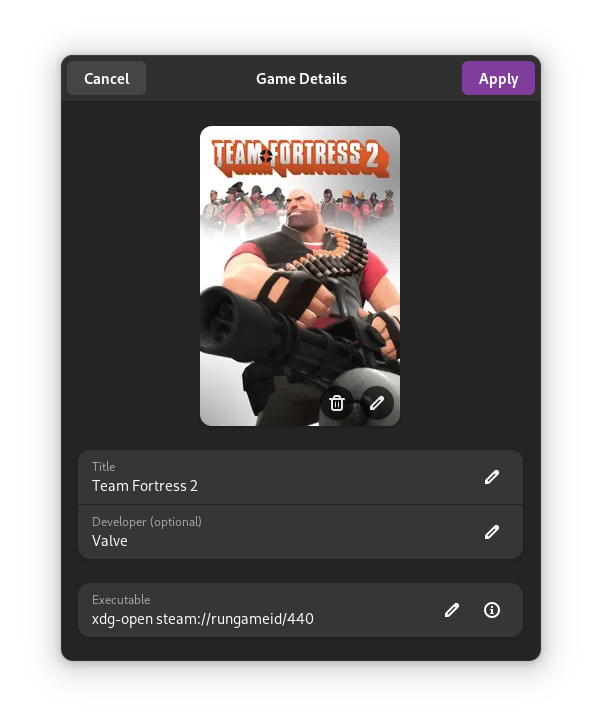 Cancel
Game Details
Apply
TEAM FORTRESS 2
Title
Team Fortress 2
Developer (optional)
Valve
Executable
xdg-open steam://rungameid/440